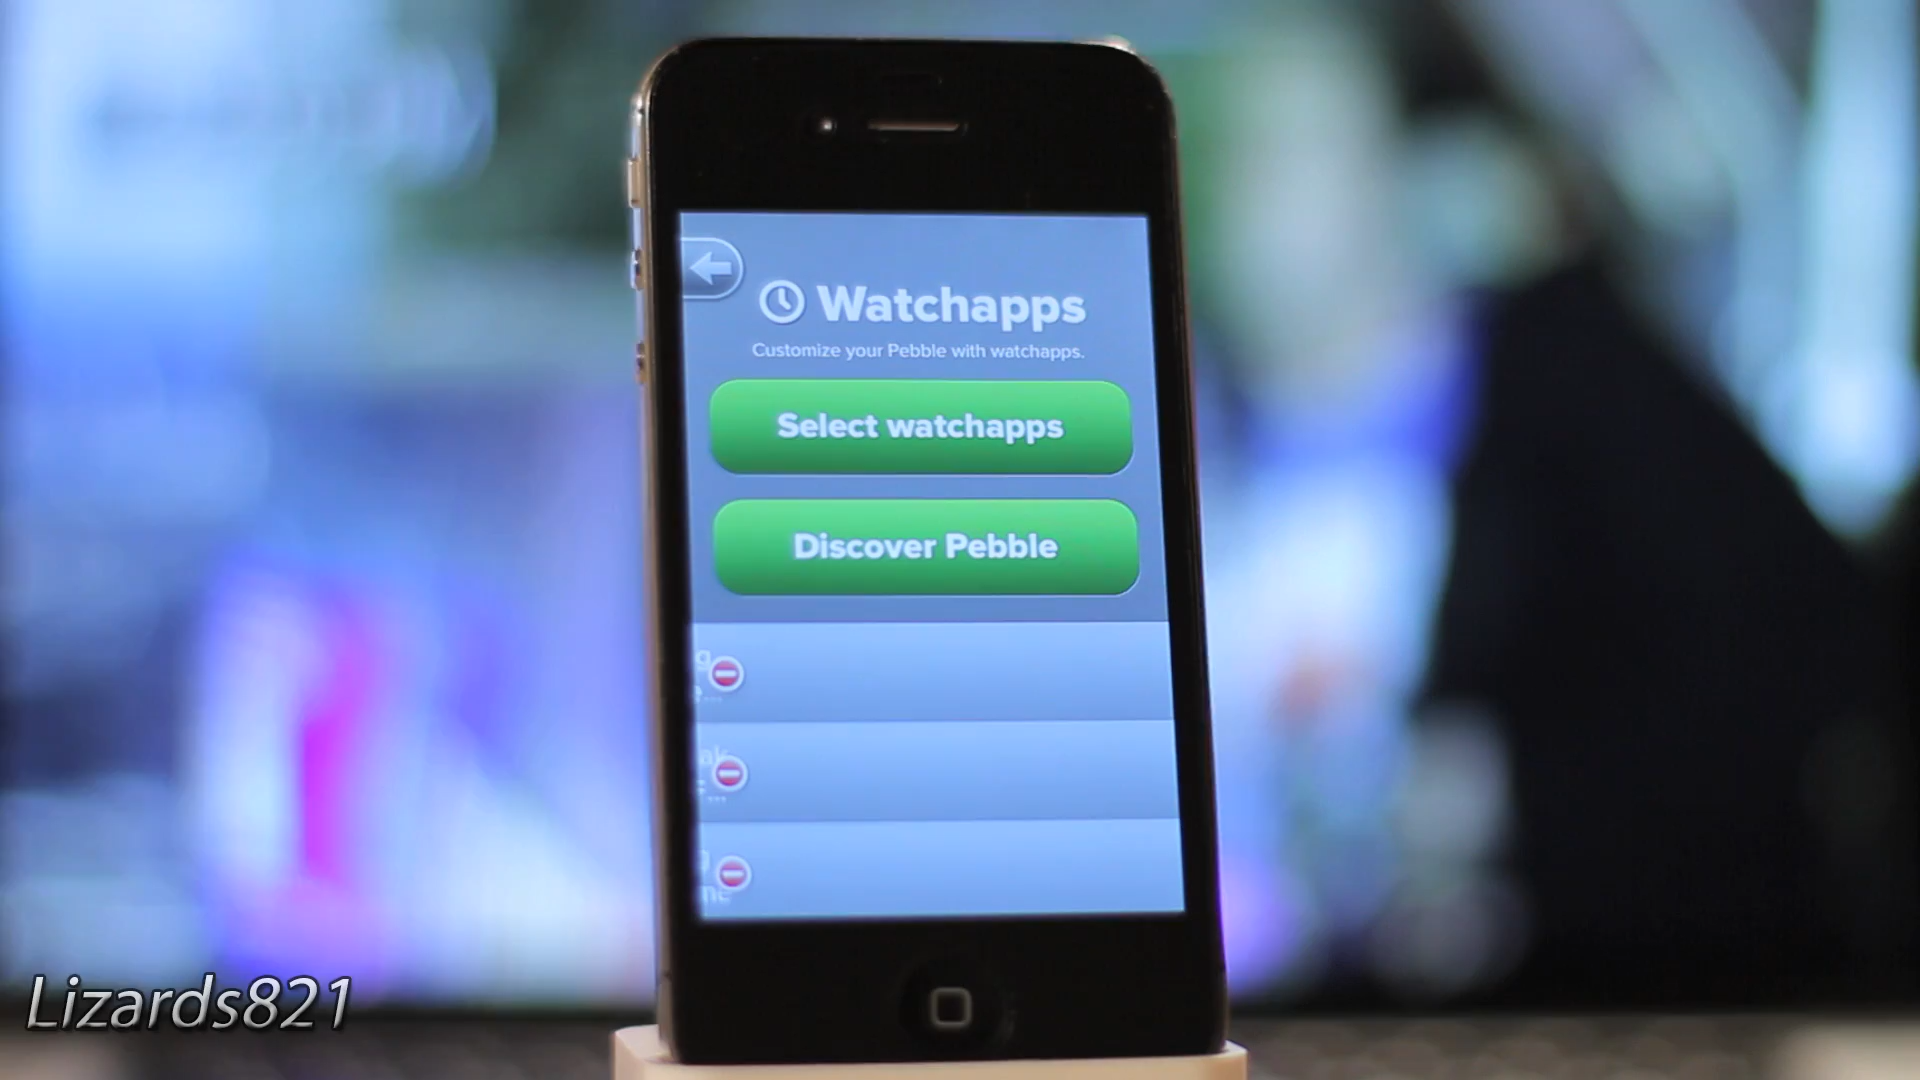 Watchapps
Customize your Pebble with watchapps.
Select watchapps
Discover Pebble
Lizards821